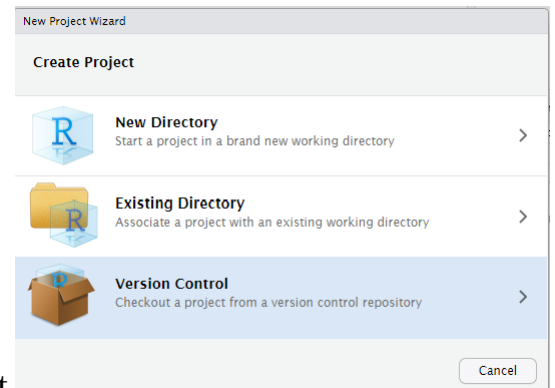 New Project Wizard
Create Project
R
New Directory
Start a project in a brand new working directory
R
Existing Directory
Associate a project with an existing working directory
R
Version Control
Checkout a project from a version control repository
Cancel